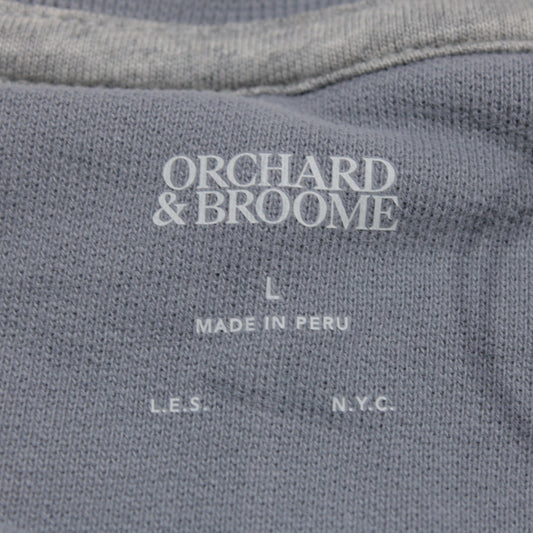 ORCHARD
& BROOME
L
MADE IN PERU
L.E.S. N.Y.C.